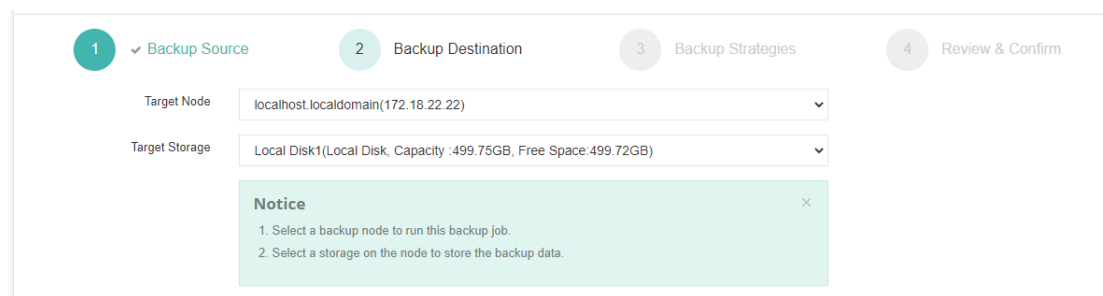 1 Backup Source 2 Backup Destination 3 Backup Strategies 4 Review & Confirm
Target Node localhost.localdomain(172.18.22.22)
Target Storage Local Disk1(Local Disk, Capacity :499.75GB, Free Space:499.72GB)
Notice
1. Select a backup node to run this backup job.
2. Select a storage on the node to store the backup data.